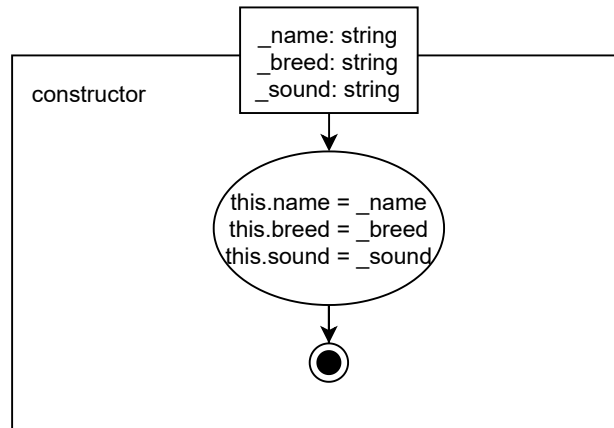 _name: string
_breed: string
_sound: string
constructor
this.name = _name
this.breed = _breed
this.sound = _sound